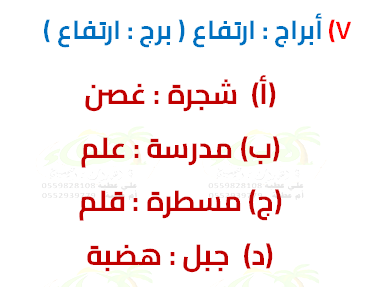 ٧) أبراج : ارتفاع ( برج : ارتفاع )
(أ) شجرة : غصن
(ب) مدرسة : علم
(ج) مسطرة : قلم
(د) جبل : هضبة